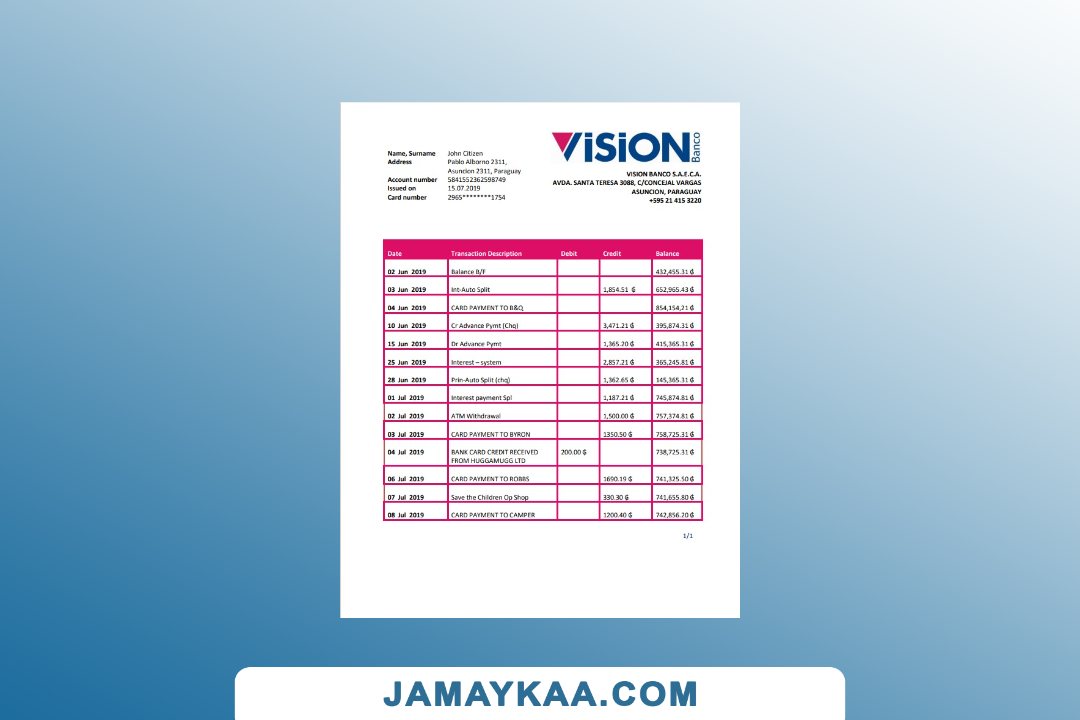 ViSiON Banco
Name, Surname John Citizen
Address Pablo Alborno 2311,
Asuncion 2311, Paraguay
Account number 5841552362598749
Issued on 15.07.2019
Card number 2965********1754
VISION BANCO S.A.E.C.A.
AVDA. SANTA TERESA 3088, C/CONCEJAL VARGAS
ASUNCION, PARAGUAY
+595 21 415 3220
Date Transaction Description Debit Credit Balance
02 Jun 2019 Balance B/F 432,455.31 ₲
03 Jun 2019 Int-Auto Split 1,854.51 ₲ 652,965.43 ₲
04 Jun 2019 CARD PAYMENT TO B&Q 854,154,21 ₲
10 Jun 2019 Cr Advance Pymt (Chq) 3,471.21 ₲ 395,874.31 ₲
15 Jun 2019 Dr Advance Pymt 1,365.20 ₲ 415,365.31 ₲
25 Jun 2019 Interest – system 2,857.21 ₲ 365,245.81 ₲
28 Jun 2019 Prin-Auto Split (chq) 1,362.65 ₲ 145,365.31 ₲
01 Jul 2019 Interest payment Spl 1,187.21 ₲ 745,874.81 ₲
02 Jul 2019 ATM Withdrawal 1,500.00 ₲ 757,374.81 ₲
03 Jul 2019 CARD PAYMENT TO BYRON 1350.50 ₲ 758,725.31 ₲
04 Jul 2019 BANK CARD CREDIT RECEIVED 200.00 ₲ 738,725.31 ₲
FROM HUGGAMUGG LTD
06 Jul 2019 CARD PAYMENT TO ROBBS 1690.19 ₲ 741,325.50 ₲
07 Jul 2019 Save the Children Op Shop 330.30 ₲ 741,655.80 ₲
08 Jul 2019 CARD PAYMENT TO CAMPER 1200.40 ₲ 742,856.20 ₲
1/1
JAMAYKAA.COM